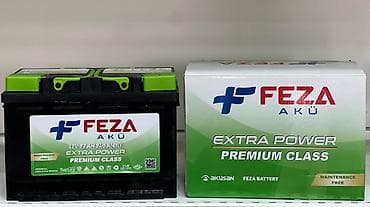 FEZA
AKÜ
EXTRA POWER
PREMIUM CLASS
FEZA
AKÜ
EXTRA POWER
PREMIUM CLASS
MAINTENANCE
FREE
akusan
FEZA BATTERY